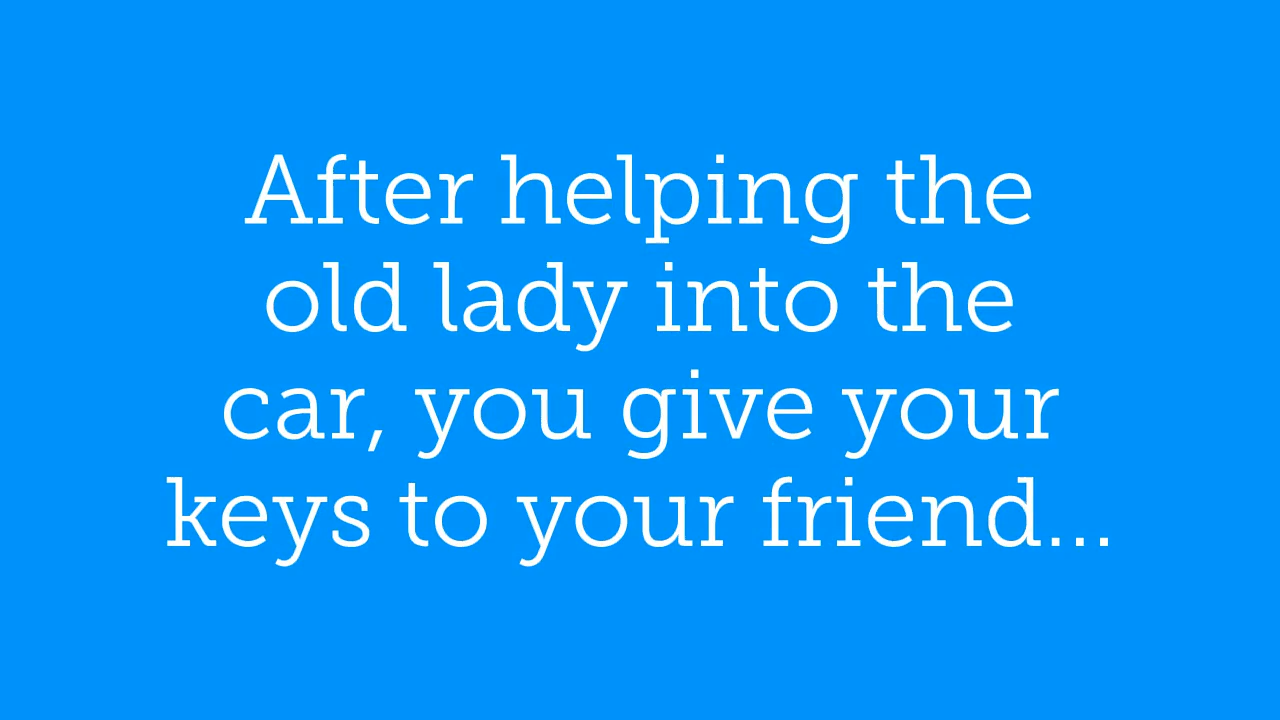 After helping the
old lady into the
car, you give your
keys to your friend...